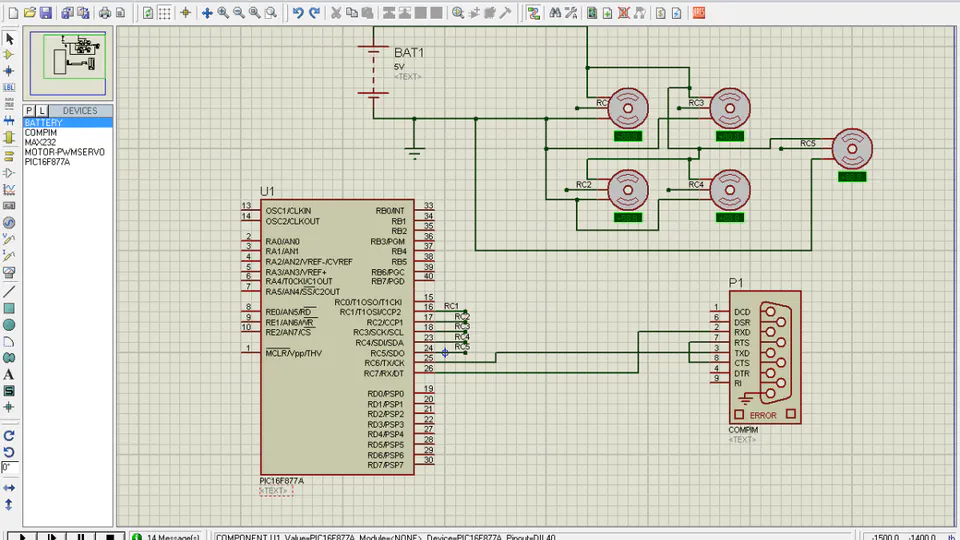 BAT1
5V
<TEXT>
P L DEVICES
BATTERY
COMPIM
MAX232
MOTOR-PWMSERVO
PIC16F877A
LBL
RC
RC3
RC5
RC2
RC4
U1
13 OSC1/CLKIN RB0/INT 33
14 OSC2/CLKOUT RB1 34
RB2 35
2 RA0/AN0 RB3/PGM 36
3 RA1/AN1 RB4 37
4 RA2/AN2/VREF-/CVREF RB5 38
5 RA3/AN3/VREF+ RB6/PGC 39
6 RA4/T0CKI/C1OUT RB7/PGD 40
7 RA5/AN4/SS/C2OUT
RC0/T1OSO/T1CKI 15
8 RE0/AN5/RD RC1/T1OSI/CCP2 16 RC1
9 RE1/AN6/WR RC2/CCP1 17 RC2
10 RE2/AN7/CS RC3/SCK/SCL 18 RC3
RC4/SDI/SDA 23 RC4
1 MCLR/Vpp/THV RC5/SDO 24 RC5
RC6/TX/CK 25
RC7/RX/DT 26
RD0/PSP0 19
RD1/PSP1 20
RD2/PSP2 21
RD3/PSP3 22
RD4/PSP4 27
RD5/PSP5 28
RD6/PSP6 29
RD7/PSP7 30
PIC16F877A
<TEXT>
P1
1 DCD
6 DSR
2 RXD
7 RTS
3 TXD
8 CTS
4 DTR
9 RI
ERROR
COMPIM
<TEXT>
A
S
0°
14 Message(s)
COMPONENT U1, Value=PIC16F877A, Module=<NONE>, Device=PIC16F877A, Pinout=DIL40
-1500.0 -1400.0 th